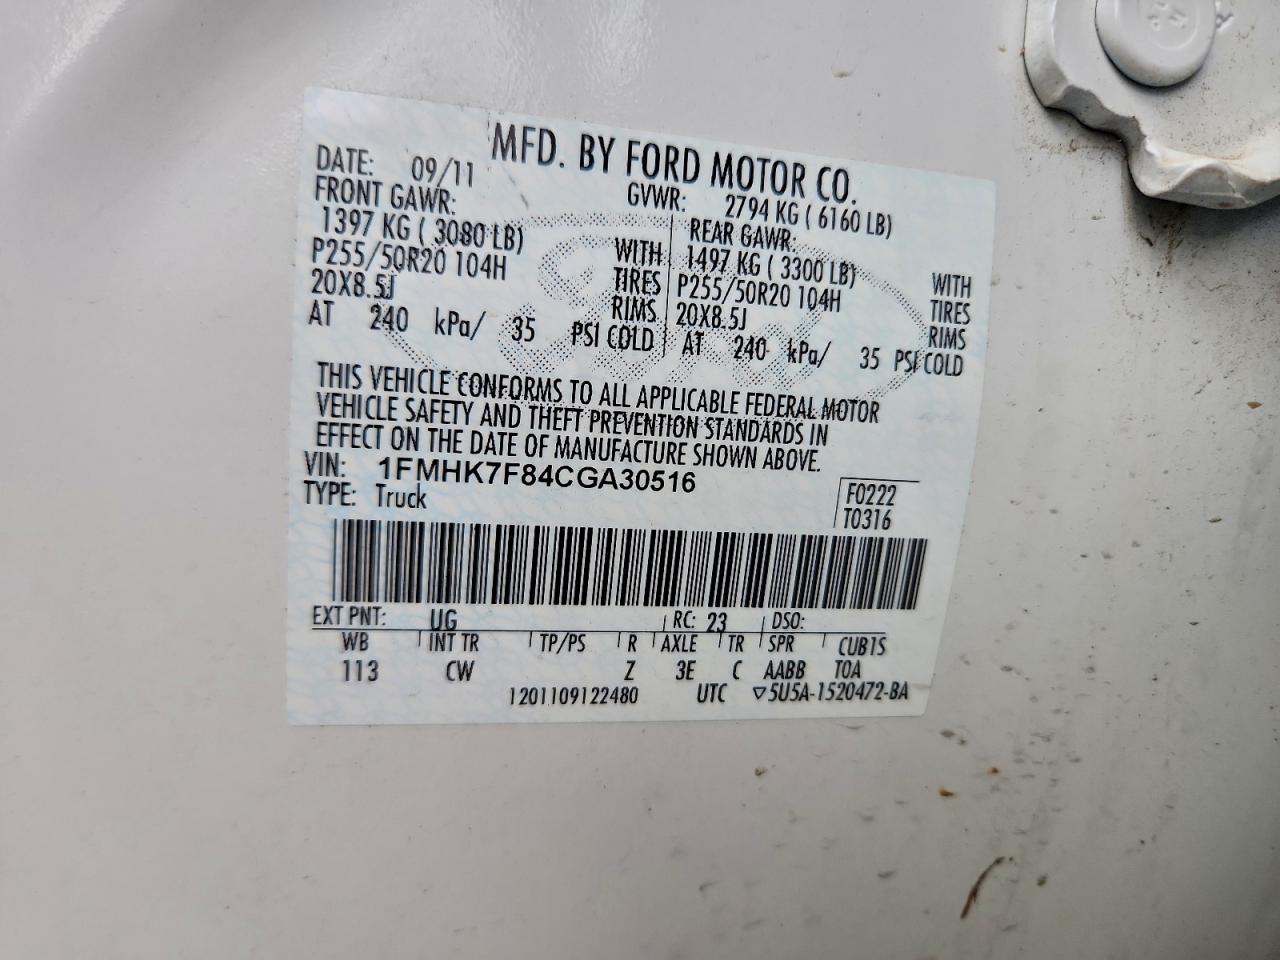 MFD. BY FORD MOTOR CO.
DATE: 09/11 GVWR: 2794 KG ( 6160 LB)
FRONT GAWR: REAR GAWR:
1397 KG ( 3080 LB) WITH 1497 KG ( 3300 LB) WITH
P255/50R20 104H TIRES P255/50R20 104H TIRES
20X8.5J RIMS 20X8.5J RIMS
AT 240 kPa/ 35 PSI COLD AT 240 kPa/ 35 PSI COLD
THIS VEHICLE CONFORMS TO ALL APPLICABLE FEDERAL MOTOR
VEHICLE SAFETY AND THEFT PREVENTION STANDARDS IN
EFFECT ON THE DATE OF MANUFACTURE SHOWN ABOVE.
VIN: 1FMHK7F84CGA30516
TYPE: Truck F0222
T0316
EXT PNT: UG RC: 23 DSO:
WB INT TR TP/PS R AXLE TR SPR CUB1S
113 CW Z 3E C AABB T0A
1201109122480 UTC ▽5U5A-1520472-BA